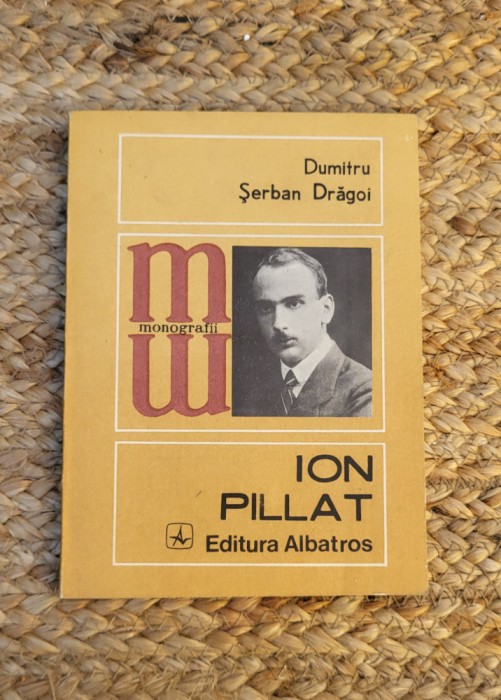 Dumitru
Şerban Drăgoi
m
monografii
m
ION
PILLAT
Editura Albatros